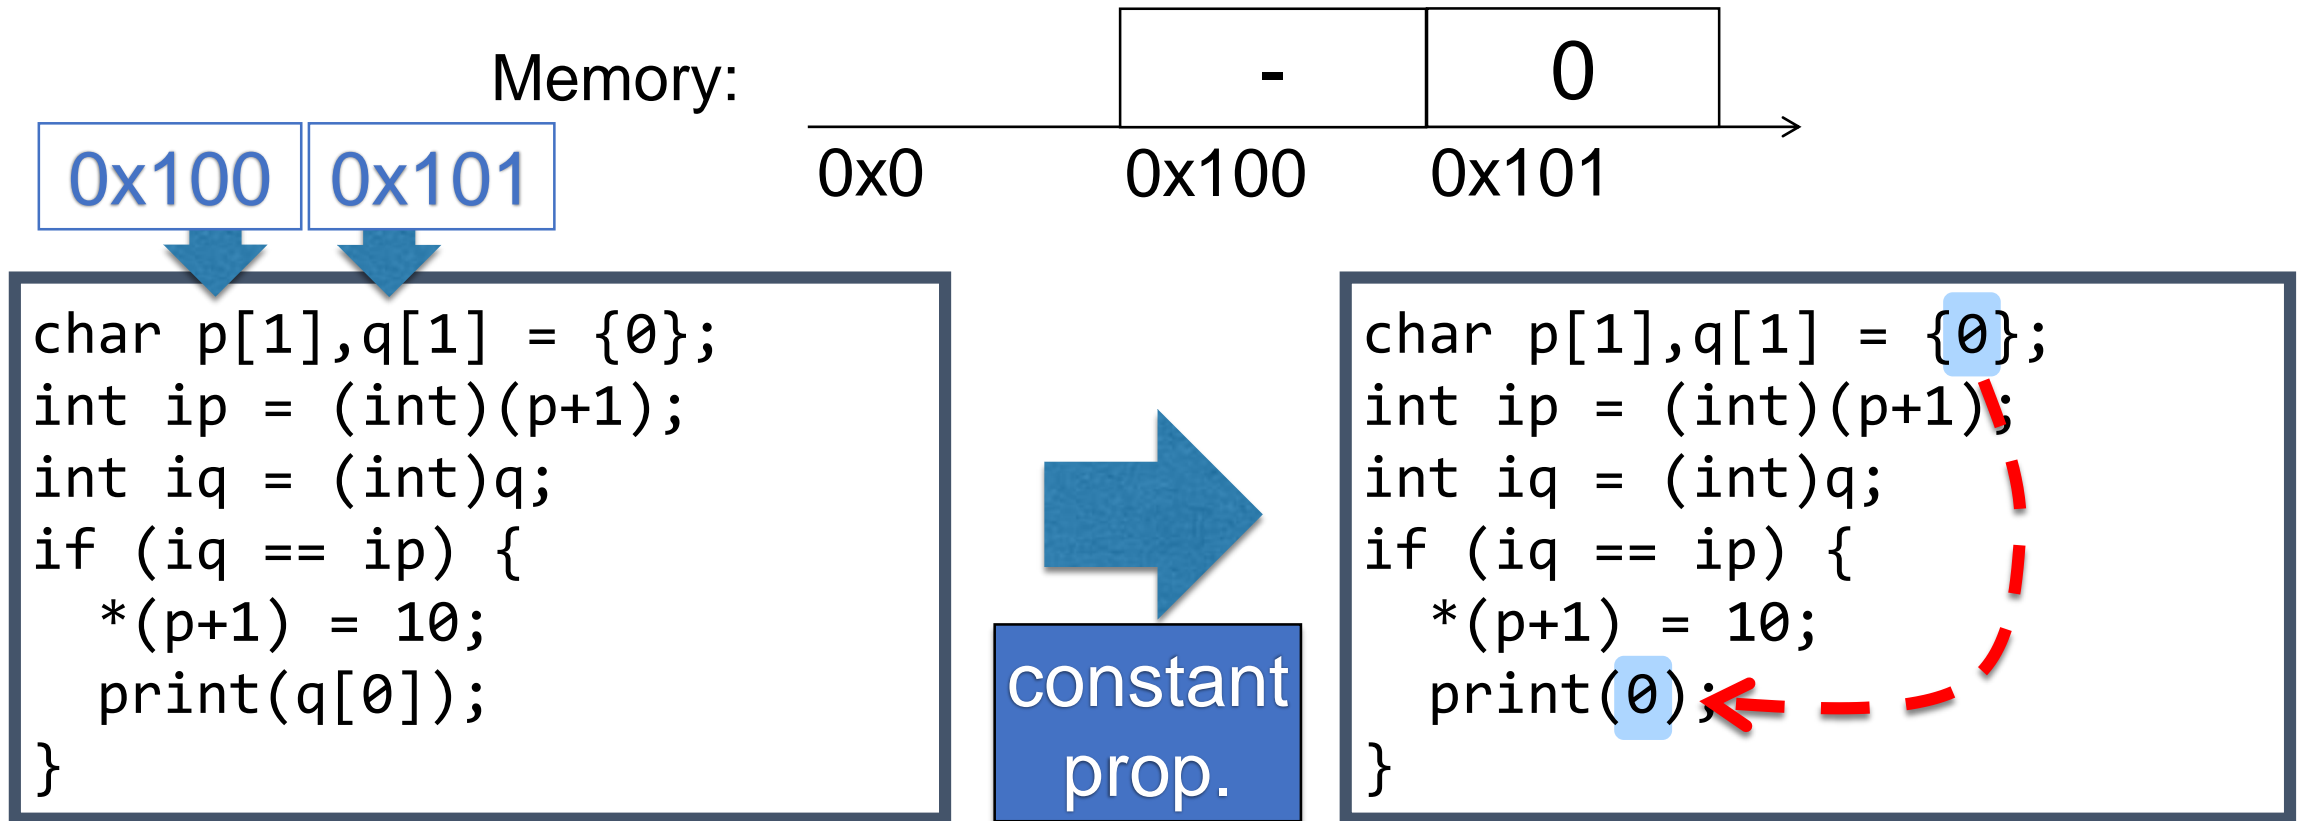 - 0
Memory:
0x0 0x100 0x101
0x100 0x101
char p[1],q[1] = {0};
int ip = (int)(p+1);
int iq = (int)q;
if (iq == ip) {
  *(p+1) = 10;
  print(q[0]);
}
constant
prop.
char p[1],q[1] = {0};
int ip = (int)(p+1);
int iq = (int)q;
if (iq == ip) {
  *(p+1) = 10;
  print(0);
}